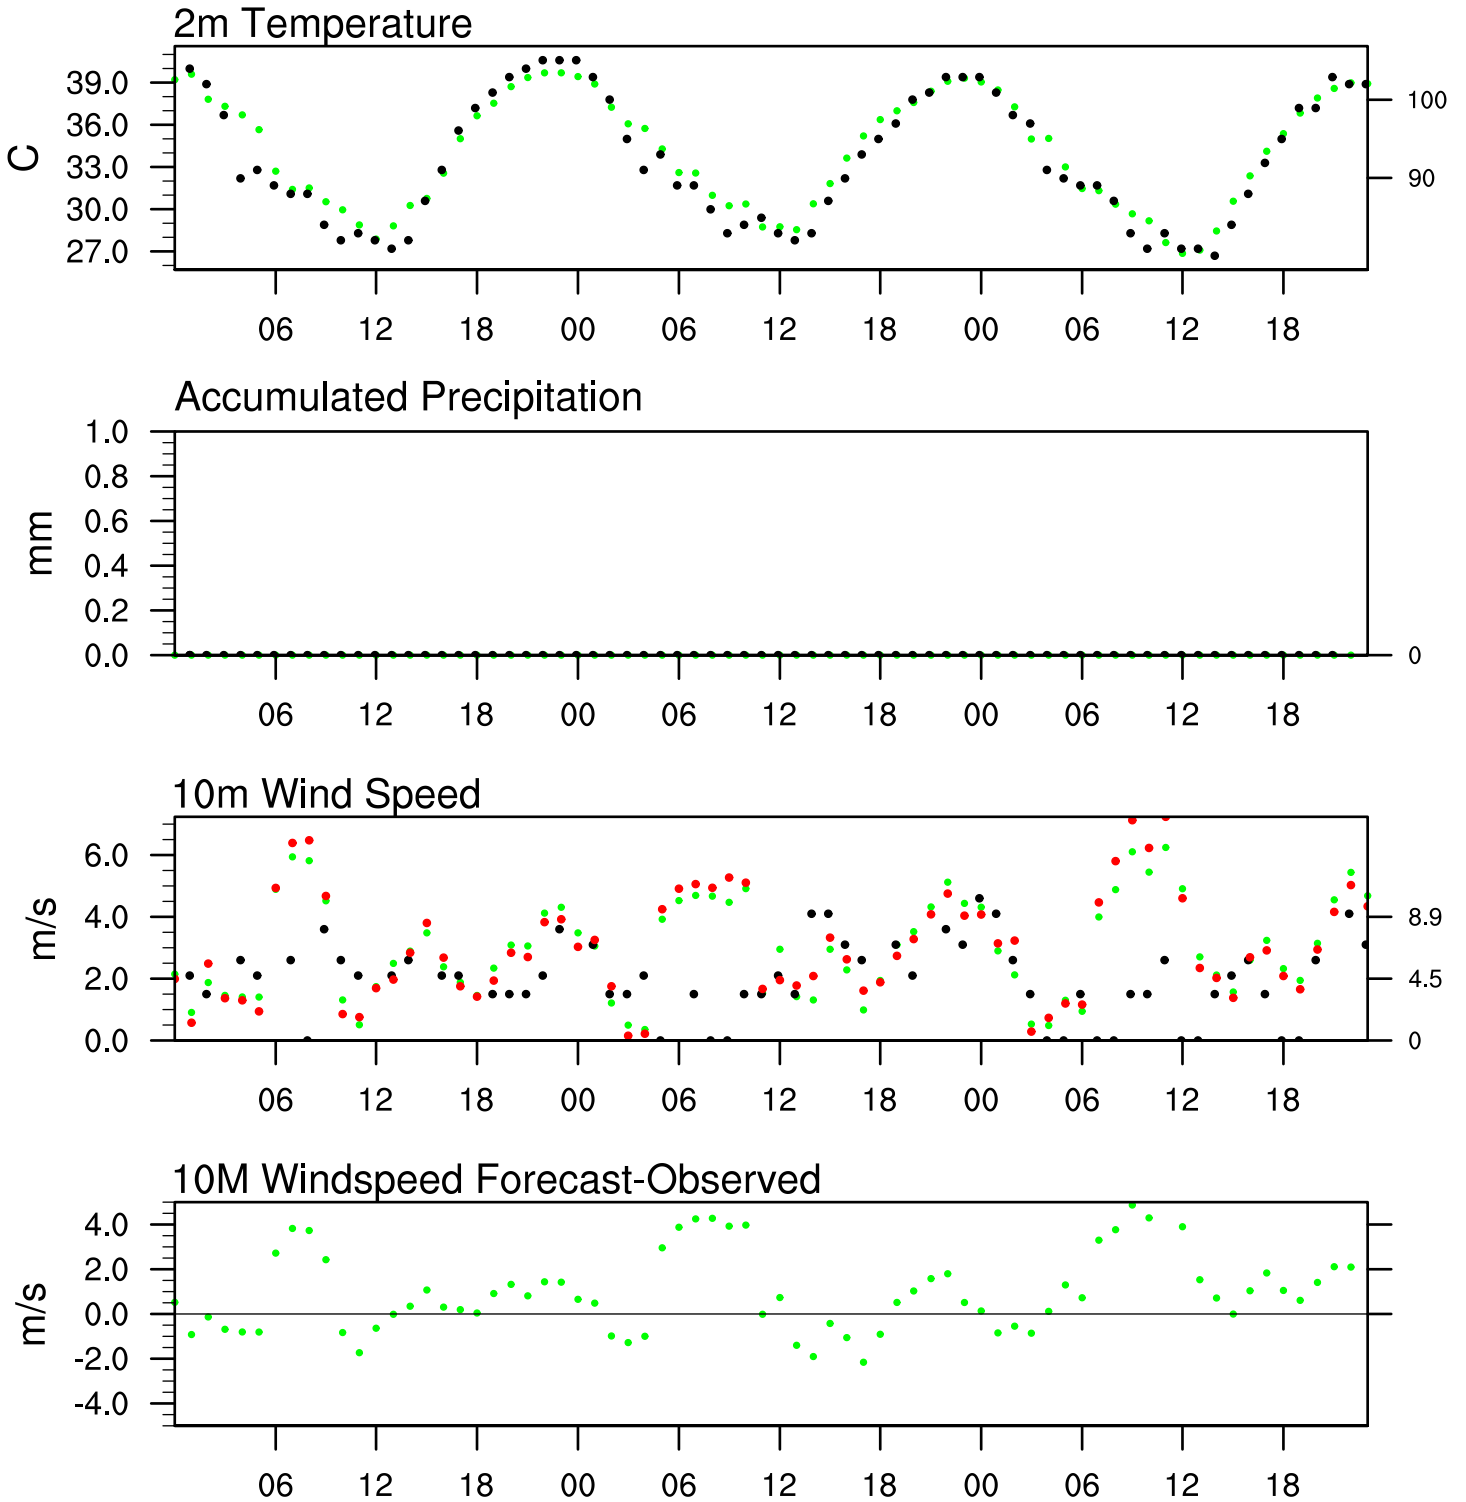 2m Temperature
39.0
36.0
33.0
30.0
27.0
C
100
90
06 12 18 00 06 12 18 00 06 12 18
Accumulated Precipitation
1.0
0.8
0.6
0.4
0.2
0.0
mm
0
06 12 18 00 06 12 18 00 06 12 18
10m Wind Speed
6.0
4.0
2.0
0.0
m/s
8.9
4.5
0
06 12 18 00 06 12 18 00 06 12 18
10M Windspeed Forecast-Observed
4.0
2.0
0.0
-2.0
-4.0
m/s
06 12 18 00 06 12 18 00 06 12 18